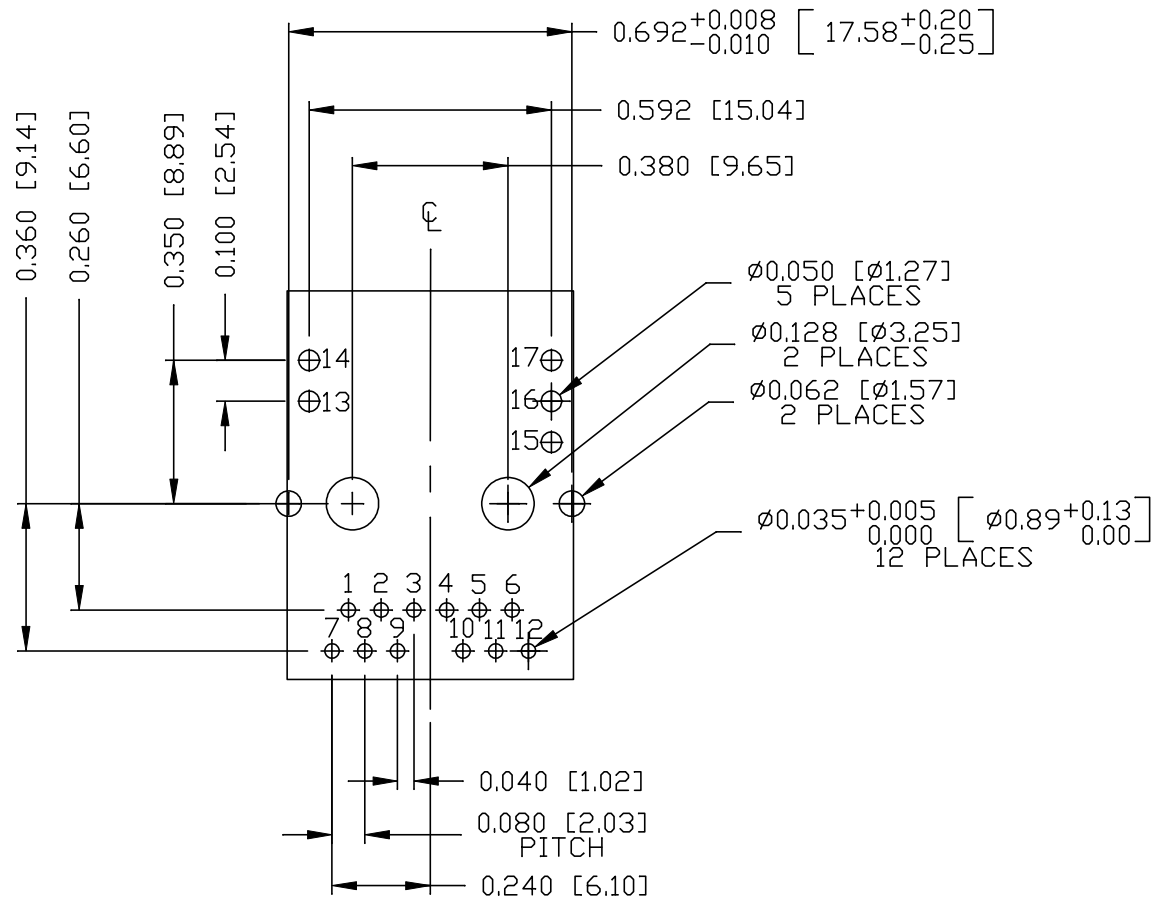 0.692+0.008 -0.010 [ 17.58+0.20 -0.25 ]
0.592 [15.04]
0.380 [9.65]
0.360 [9.14]
0.260 [6.60]
0.350 [8.89]
0.100 [2.54]
℄
ø0.050 [ø1.27]
5 PLACES
ø0.128 [ø3.25]
2 PLACES
ø0.062 [ø1.57]
2 PLACES
14 17
13 16
15
ø0.035+0.005 0.000 [ ø0.89+0.13 0.00 ]
12 PLACES
1 2 3 4 5 6
7 8 9 10 11 12
0.040 [1.02]
0.080 [2.03]
PITCH
0.240 [6.10]